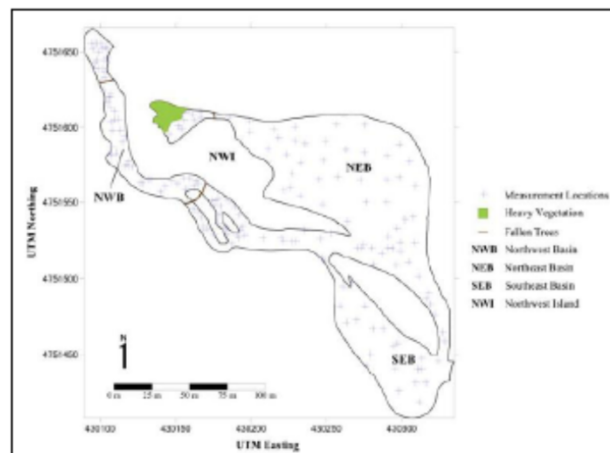 4751650
4751600
4751550
4751500
4751450
UTM Northing
NWB
NWI
NEB
SEB
N
0 m 25 m 50 m 75 m 100 m
430100 430150 430200 430250 430300
UTM Easting
Measurement Locations
Heavy Vegetation
Fallen Trees
NWB Northwest Basin
NEB Northeast Basin
SEB Southeast Basin
NWI Northwest Island